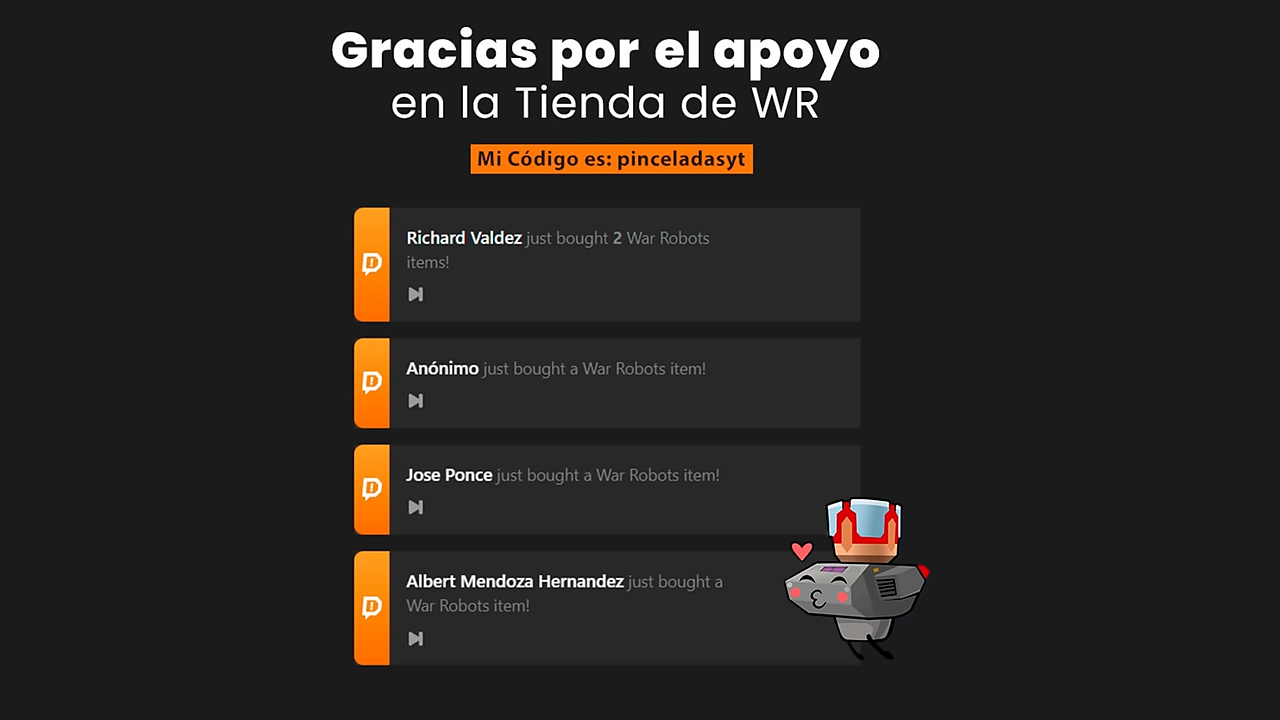 Gracias por el apoyo
en la Tienda de WR
Mi Código es: pinceladasyt
Richard Valdez just bought 2 War Robots
items!
Anónimo just bought a War Robots item!
Jose Ponce just bought a War Robots item!
Albert Mendoza Hernandez just bought a
War Robots item!